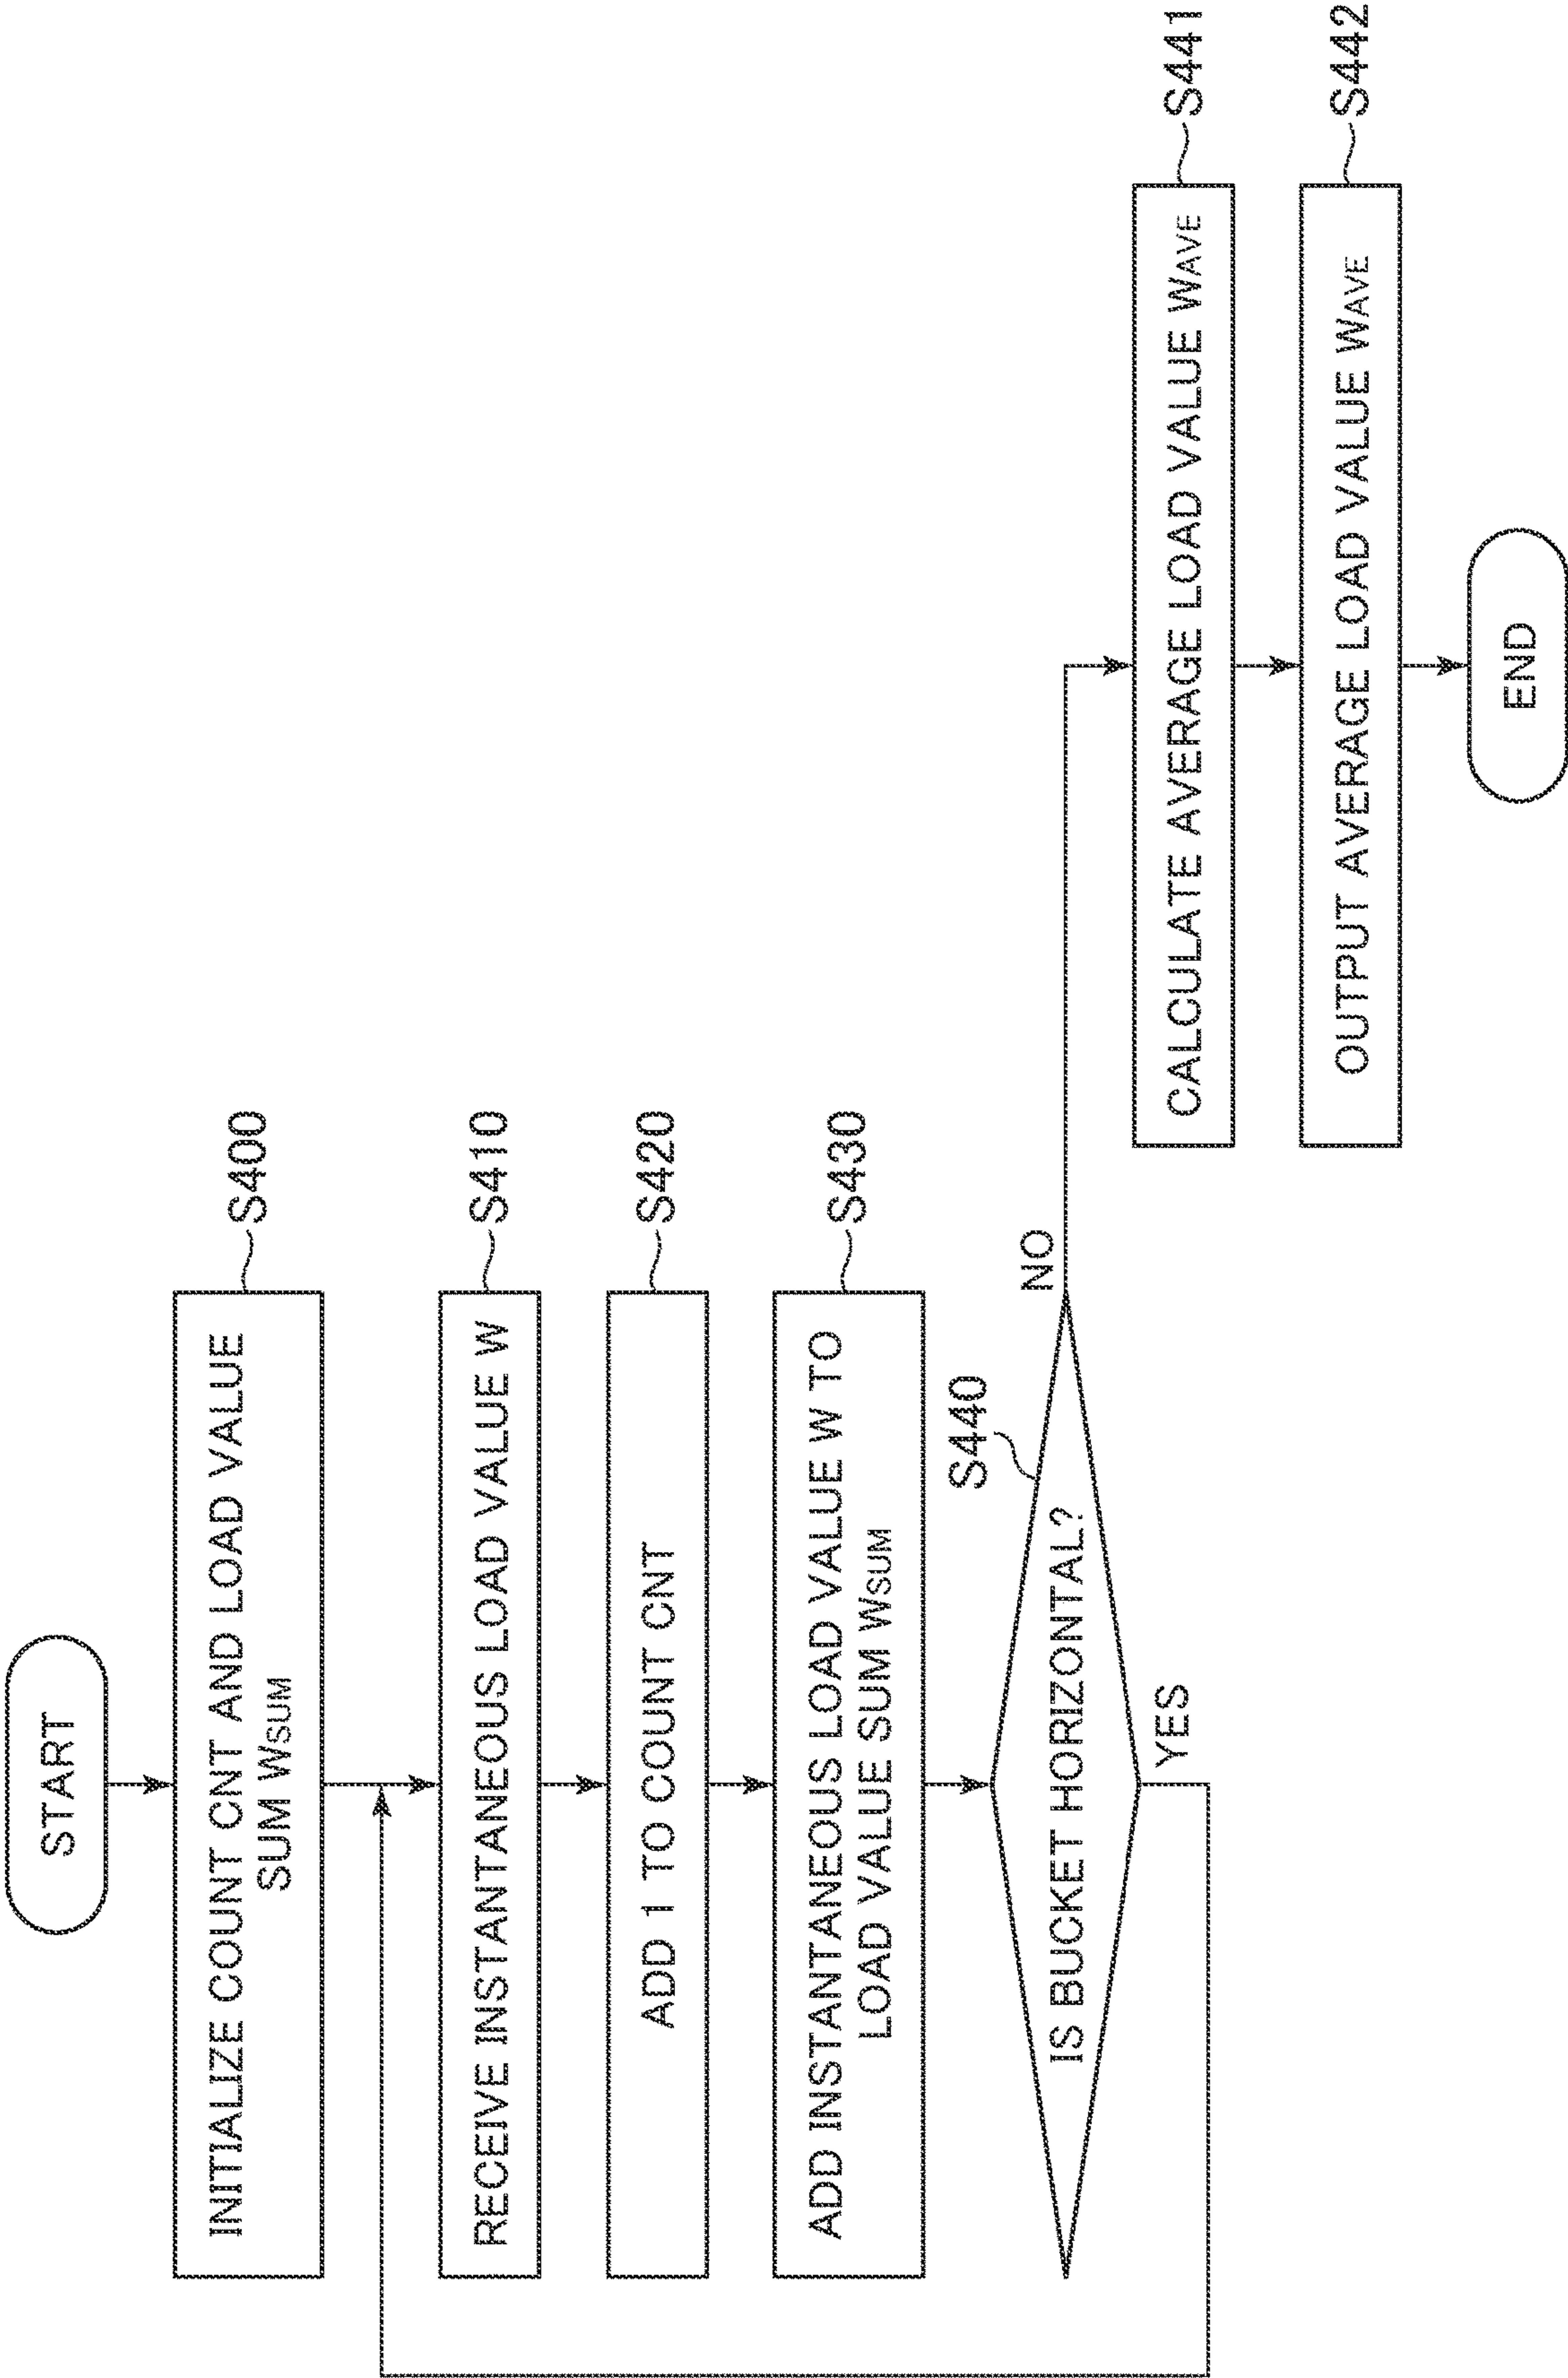 START
INITIALIZE COUNT CNT AND LOAD VALUE
SUM WSUM
S400
RECEIVE INSTANTANEOUS LOAD VALUE W
S410
ADD 1 TO COUNT CNT
S420
ADD INSTANTANEOUS LOAD VALUE W TO
LOAD VALUE SUM WSUM
S430
S440
IS BUCKET HORIZONTAL?
NO
YES
CALCULATE AVERAGE LOAD VALUE WAVE
S441
OUTPUT AVERAGE LOAD VALUE WAVE
S442
END